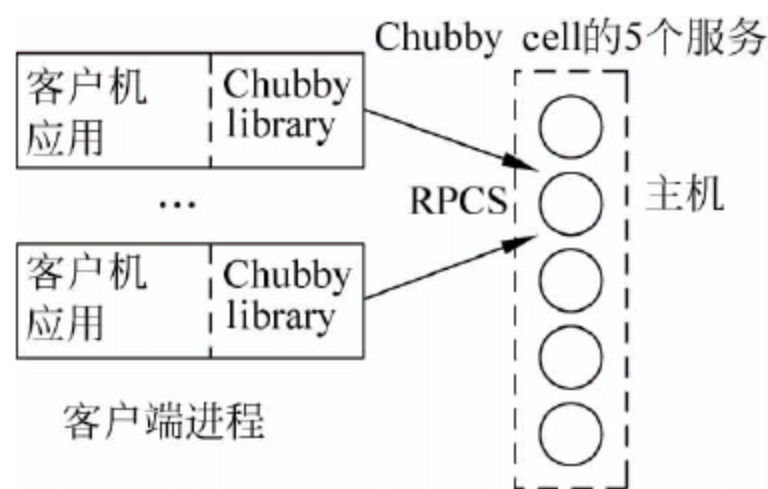 Chubby cell的5个服务
客户机
应用
Chubby
library
...
RPCS
主机
客户机
应用
Chubby
library
客户端进程